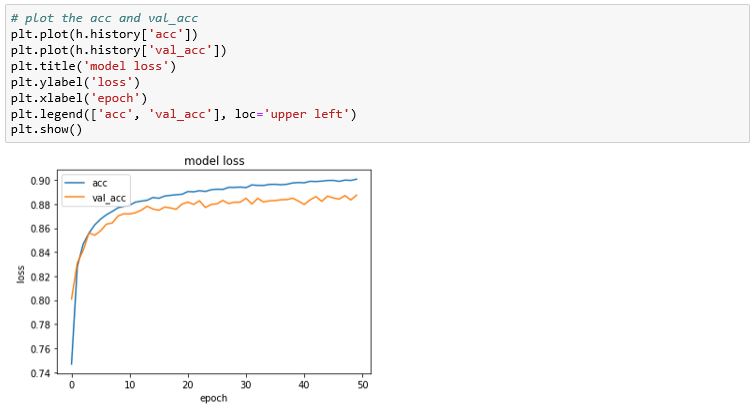 # plot the acc and val_acc
plt.plot(h.history['acc'])
plt.plot(h.history['val_acc'])
plt.title('model loss')
plt.ylabel('loss')
plt.xlabel('epoch')
plt.legend(['acc', 'val_acc'], loc='upper left')
plt.show()
model loss
acc
val_acc
0.90
0.88
0.86
0.84
0.82
0.80
0.78
0.76
0.74
loss
0 10 20 30 40 50
epoch